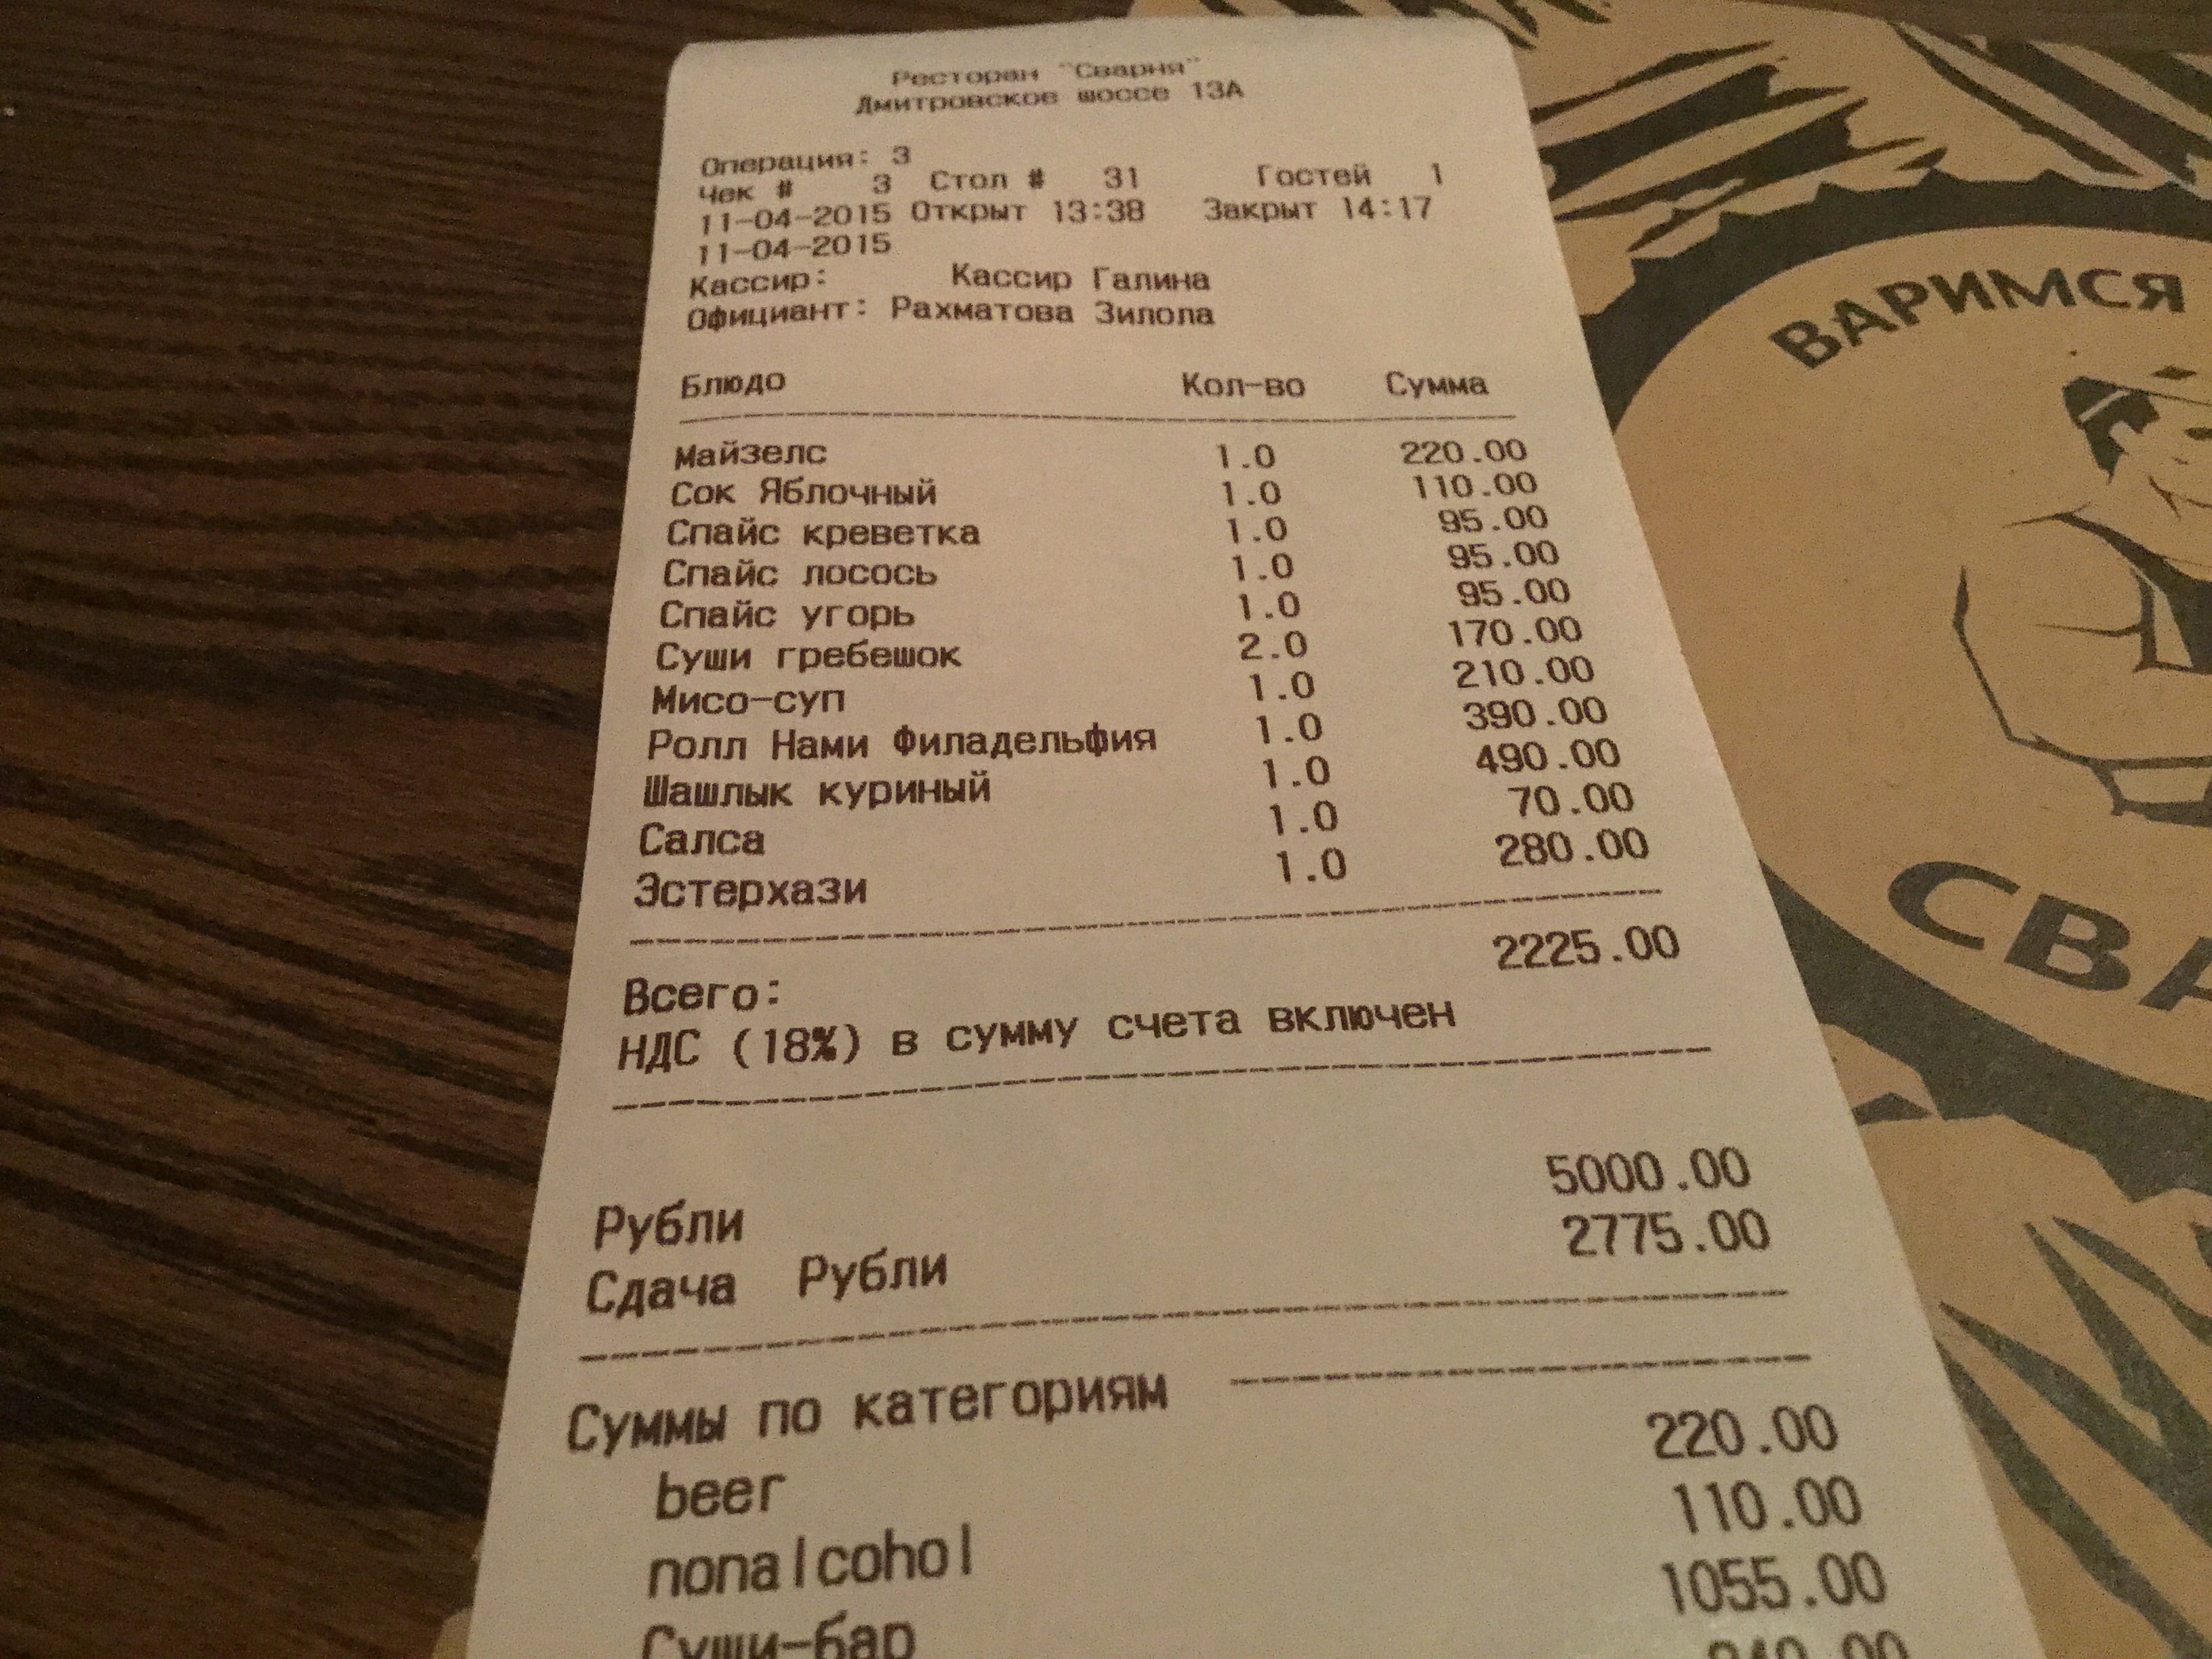 Ресторан "Сварня"
Дмитровское шоссе 13А
Операция: 3
Чек # 3 Стол # 31 Гостей 1
11-04-2015 Открыт 13:38 Закрыт 14:17
11-04-2015
Кассир: Кассир Галина
Официант: Рахматова Зилола
Блюдо Кол-во Сумма
Майзелс 1.0 220.00
Сок Яблочный 1.0 110.00
Спайс креветка 1.0 95.00
Спайс лосось 1.0 95.00
Спайс угорь 1.0 95.00
Суши гребешок 2.0 170.00
Мисо-суп 1.0 210.00
Ролл Нами Филадельфия 1.0 390.00
Шашлык куриный 1.0 490.00
Салса 1.0 70.00
Эстерхази 1.0 280.00
Всего: 2225.00
НДС (18%) в сумму счета включен
Рубли 5000.00
Сдача Рубли 2775.00
Суммы по категориям
beer 220.00
nonalcohol 110.00
Суши-бар 1055.00
ВАРИМСЯ
СВА